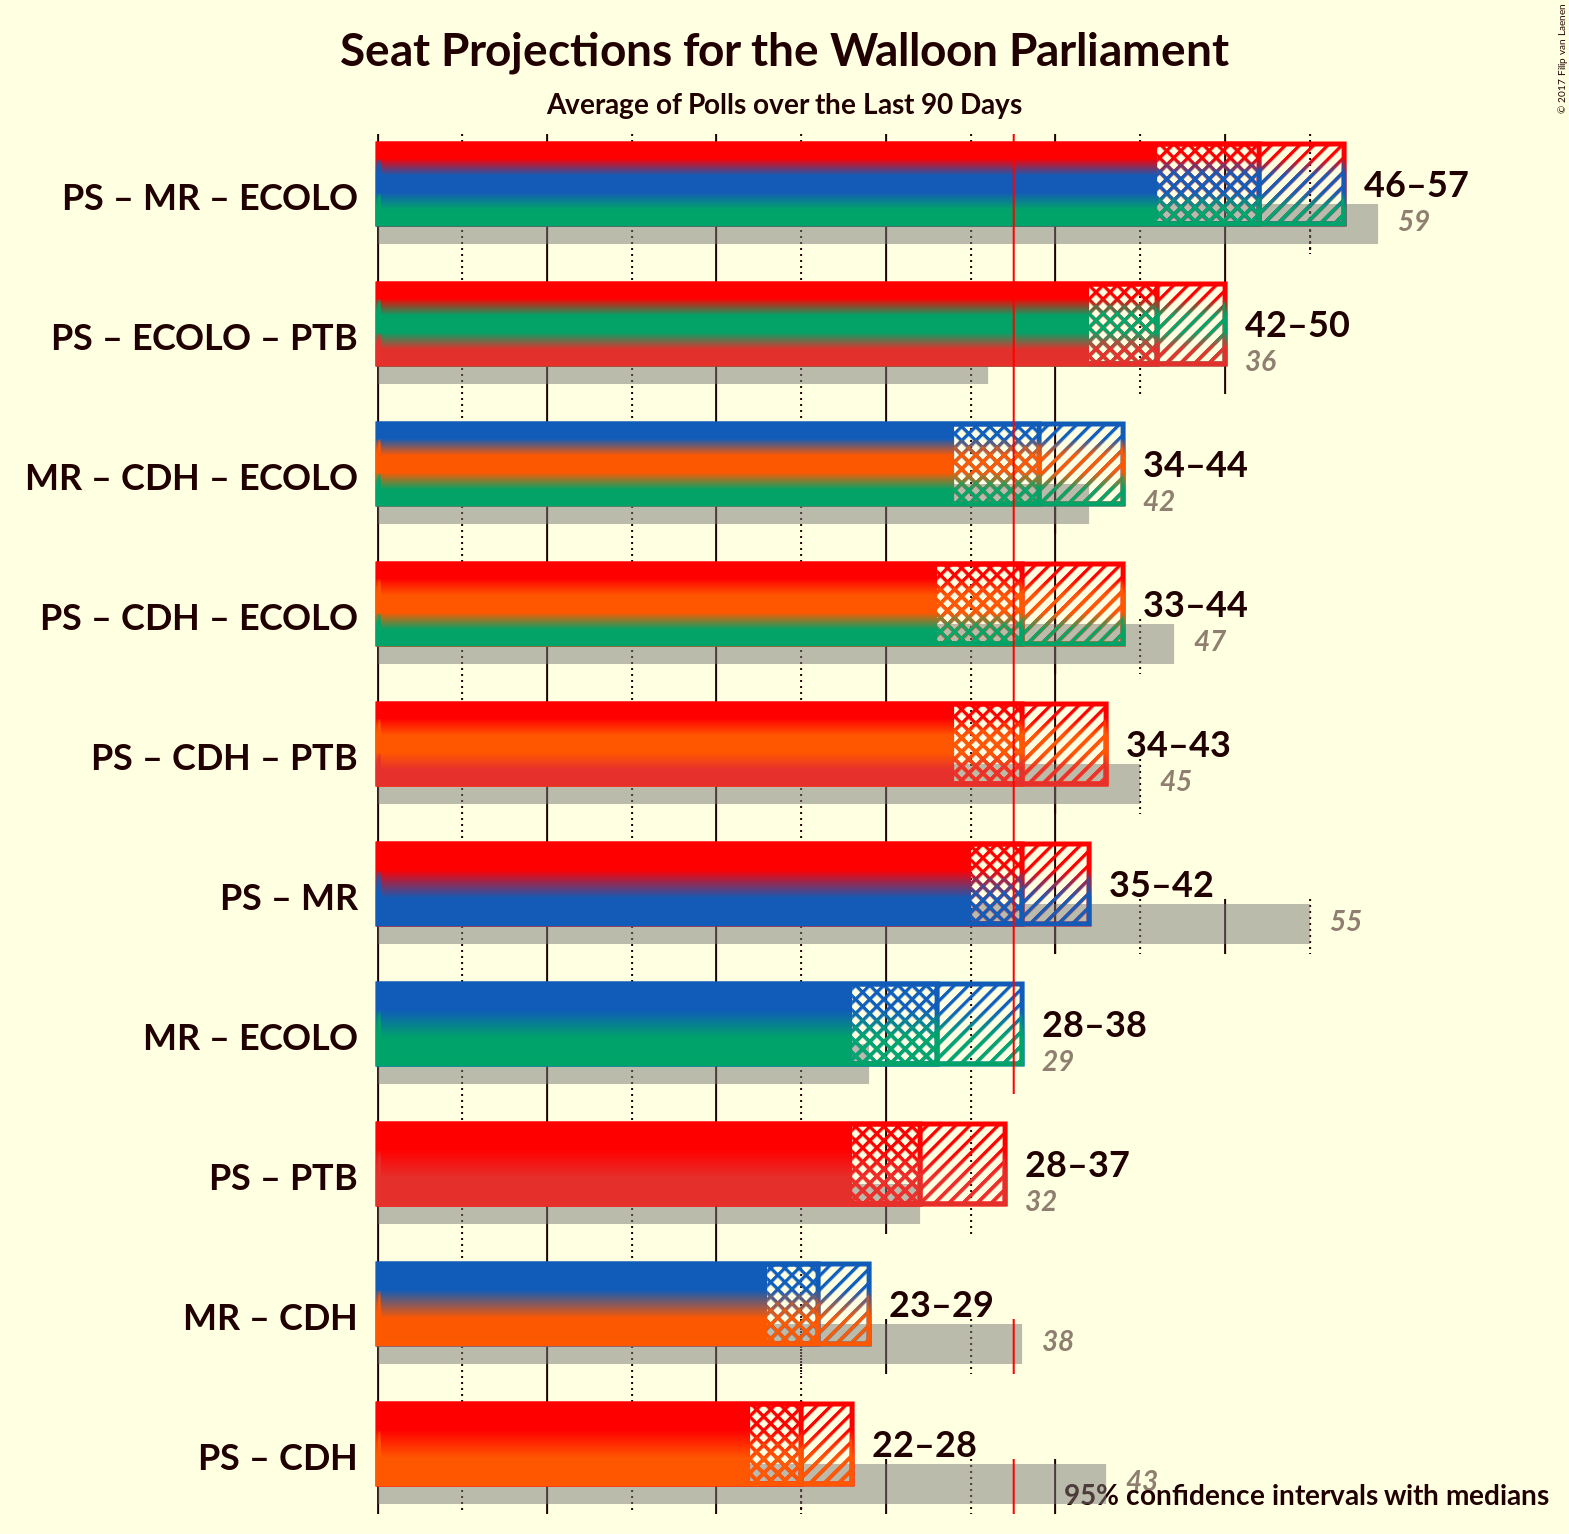 Seat Projections for the Walloon Parliament
Average of Polls over the Last 90 Days
© 2017 Filip van Laenen
PS – MR – ECOLO
46–57
59
PS – ECOLO – PTB
42–50
36
MR – CDH – ECOLO
34–44
42
PS – CDH – ECOLO
33–44
47
PS – CDH – PTB
34–43
45
PS – MR
35–42
55
MR – ECOLO
28–38
29
PS – PTB
28–37
32
MR – CDH
23–29
38
PS – CDH
22–28
43
95% confidence intervals with medians